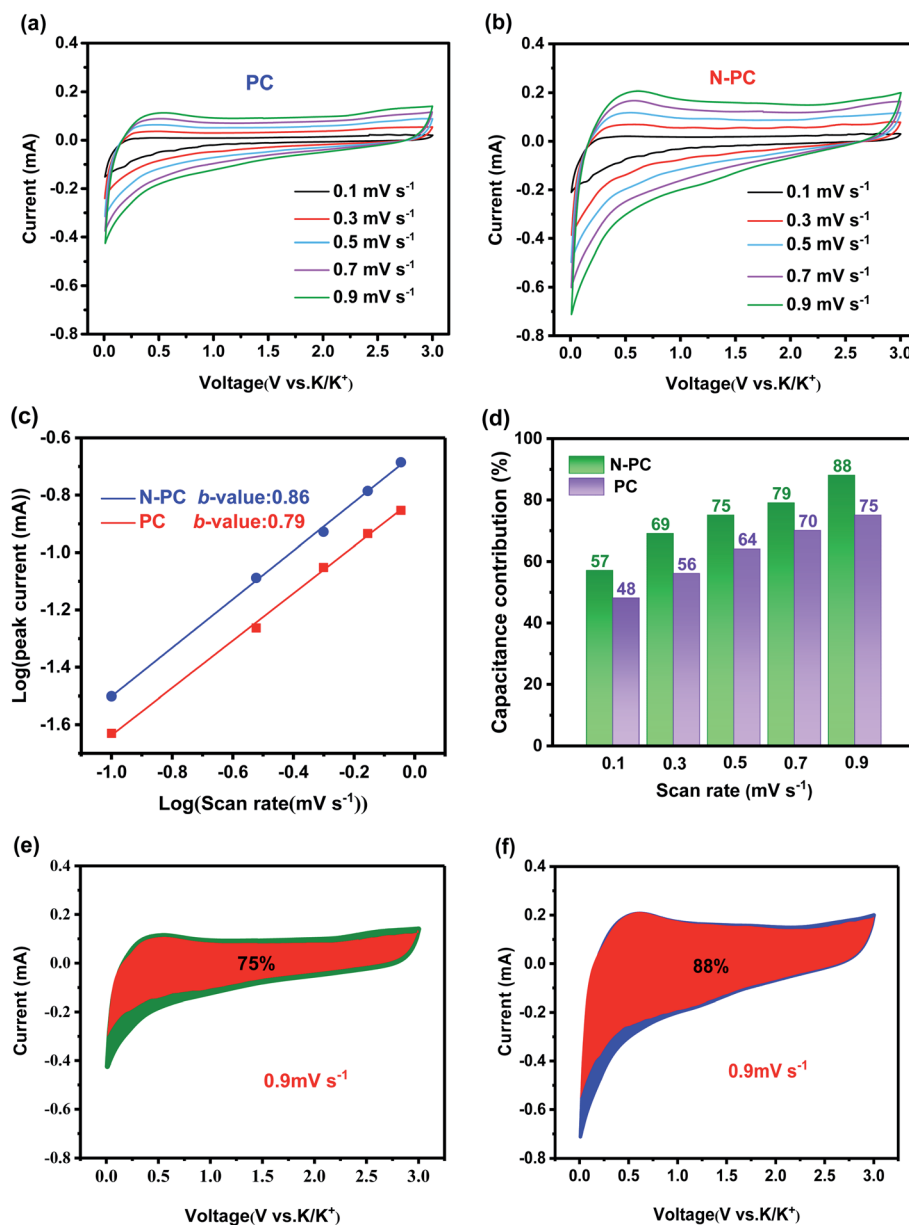 (a)
PC
0.4
0.2
0.0
-0.2
-0.4
-0.6
-0.8
Current (mA)
0.1 mV s⁻¹
0.3 mV s⁻¹
0.5 mV s⁻¹
0.7 mV s⁻¹
0.9 mV s⁻¹
0.0 0.5 1.0 1.5 2.0 2.5 3.0
Voltage(V vs.K/K⁺)
(b)
N-PC
0.4
0.2
0.0
-0.2
-0.4
-0.6
-0.8
Current (mA)
0.1 mV s⁻¹
0.3 mV s⁻¹
0.5 mV s⁻¹
0.7 mV s⁻¹
0.9 mV s⁻¹
0.0 0.5 1.0 1.5 2.0 2.5 3.0
Voltage(V vs.K/K⁺)
(c)
-0.6
-0.8
-1.0
-1.2
-1.4
-1.6
Log(peak current (mA))
N-PC b-value:0.86
PC b-value:0.79
-1.0 -0.8 -0.6 -0.4 -0.2 0.0
Log(Scan rate(mV s⁻¹))
(d)
100
80
60
40
20
0
Capacitance contribution (%)
N-PC
PC
57 48 69 56 75 64 79 70 88 75
0.1 0.3 0.5 0.7 0.9
Scan rate (mV s⁻¹)
(e)
0.4
0.2
0.0
-0.2
-0.4
-0.6
-0.8
Current (mA)
75%
0.9mV s⁻¹
0.0 0.5 1.0 1.5 2.0 2.5 3.0
Voltage(V vs.K/K⁺)
(f)
0.4
0.2
0.0
-0.2
-0.4
-0.6
-0.8
Current (mA)
88%
0.9mV s⁻¹
0.0 0.5 1.0 1.5 2.0 2.5 3.0
Voltage(V vs.K/K⁺)